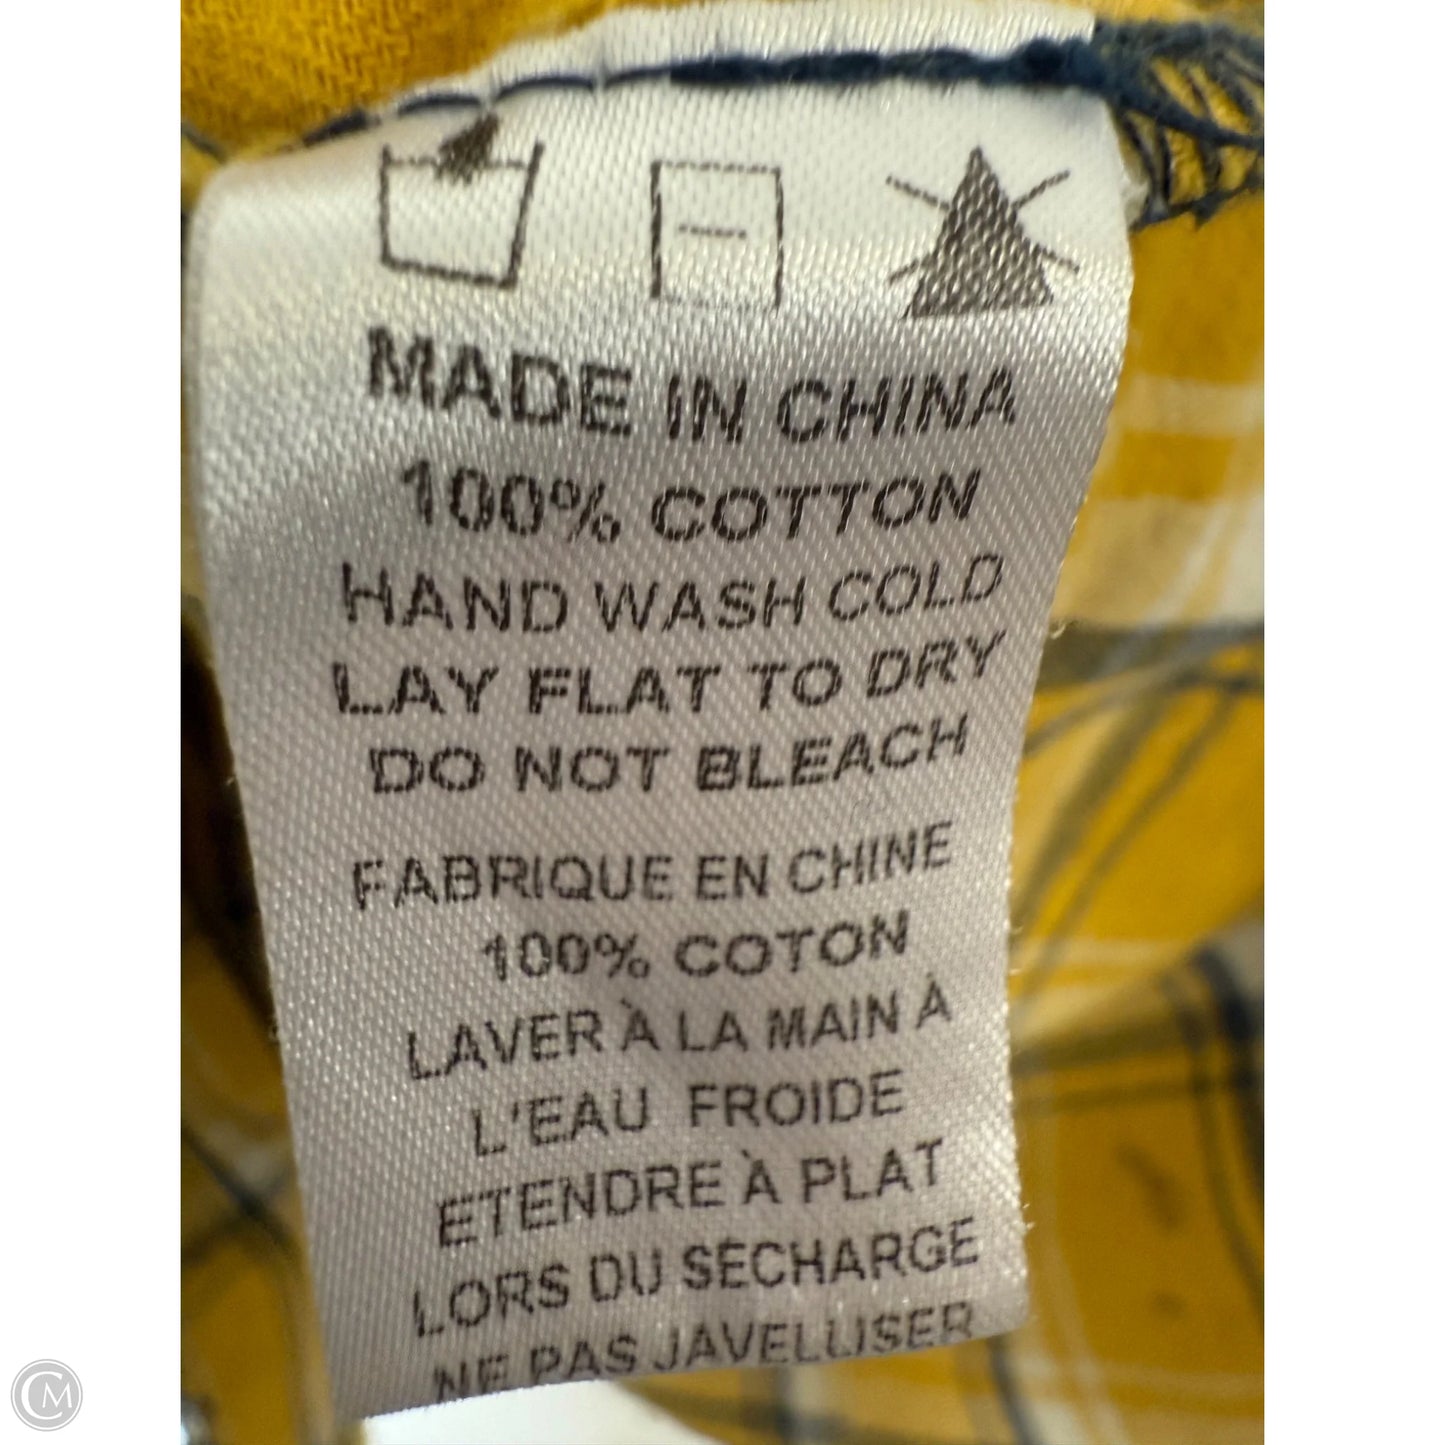 MADE IN CHINA
100% COTTON
HAND WASH COLD
LAY FLAT TO DRY
DO NOT BLEACH
FABRIQUE EN CHINE
100% COTON
LAVER À LA MAIN À
L'EAU FROIDE
ETENDRE À PLAT
LORS DU SECHARGE
NE PAS JAVELLISER
CM